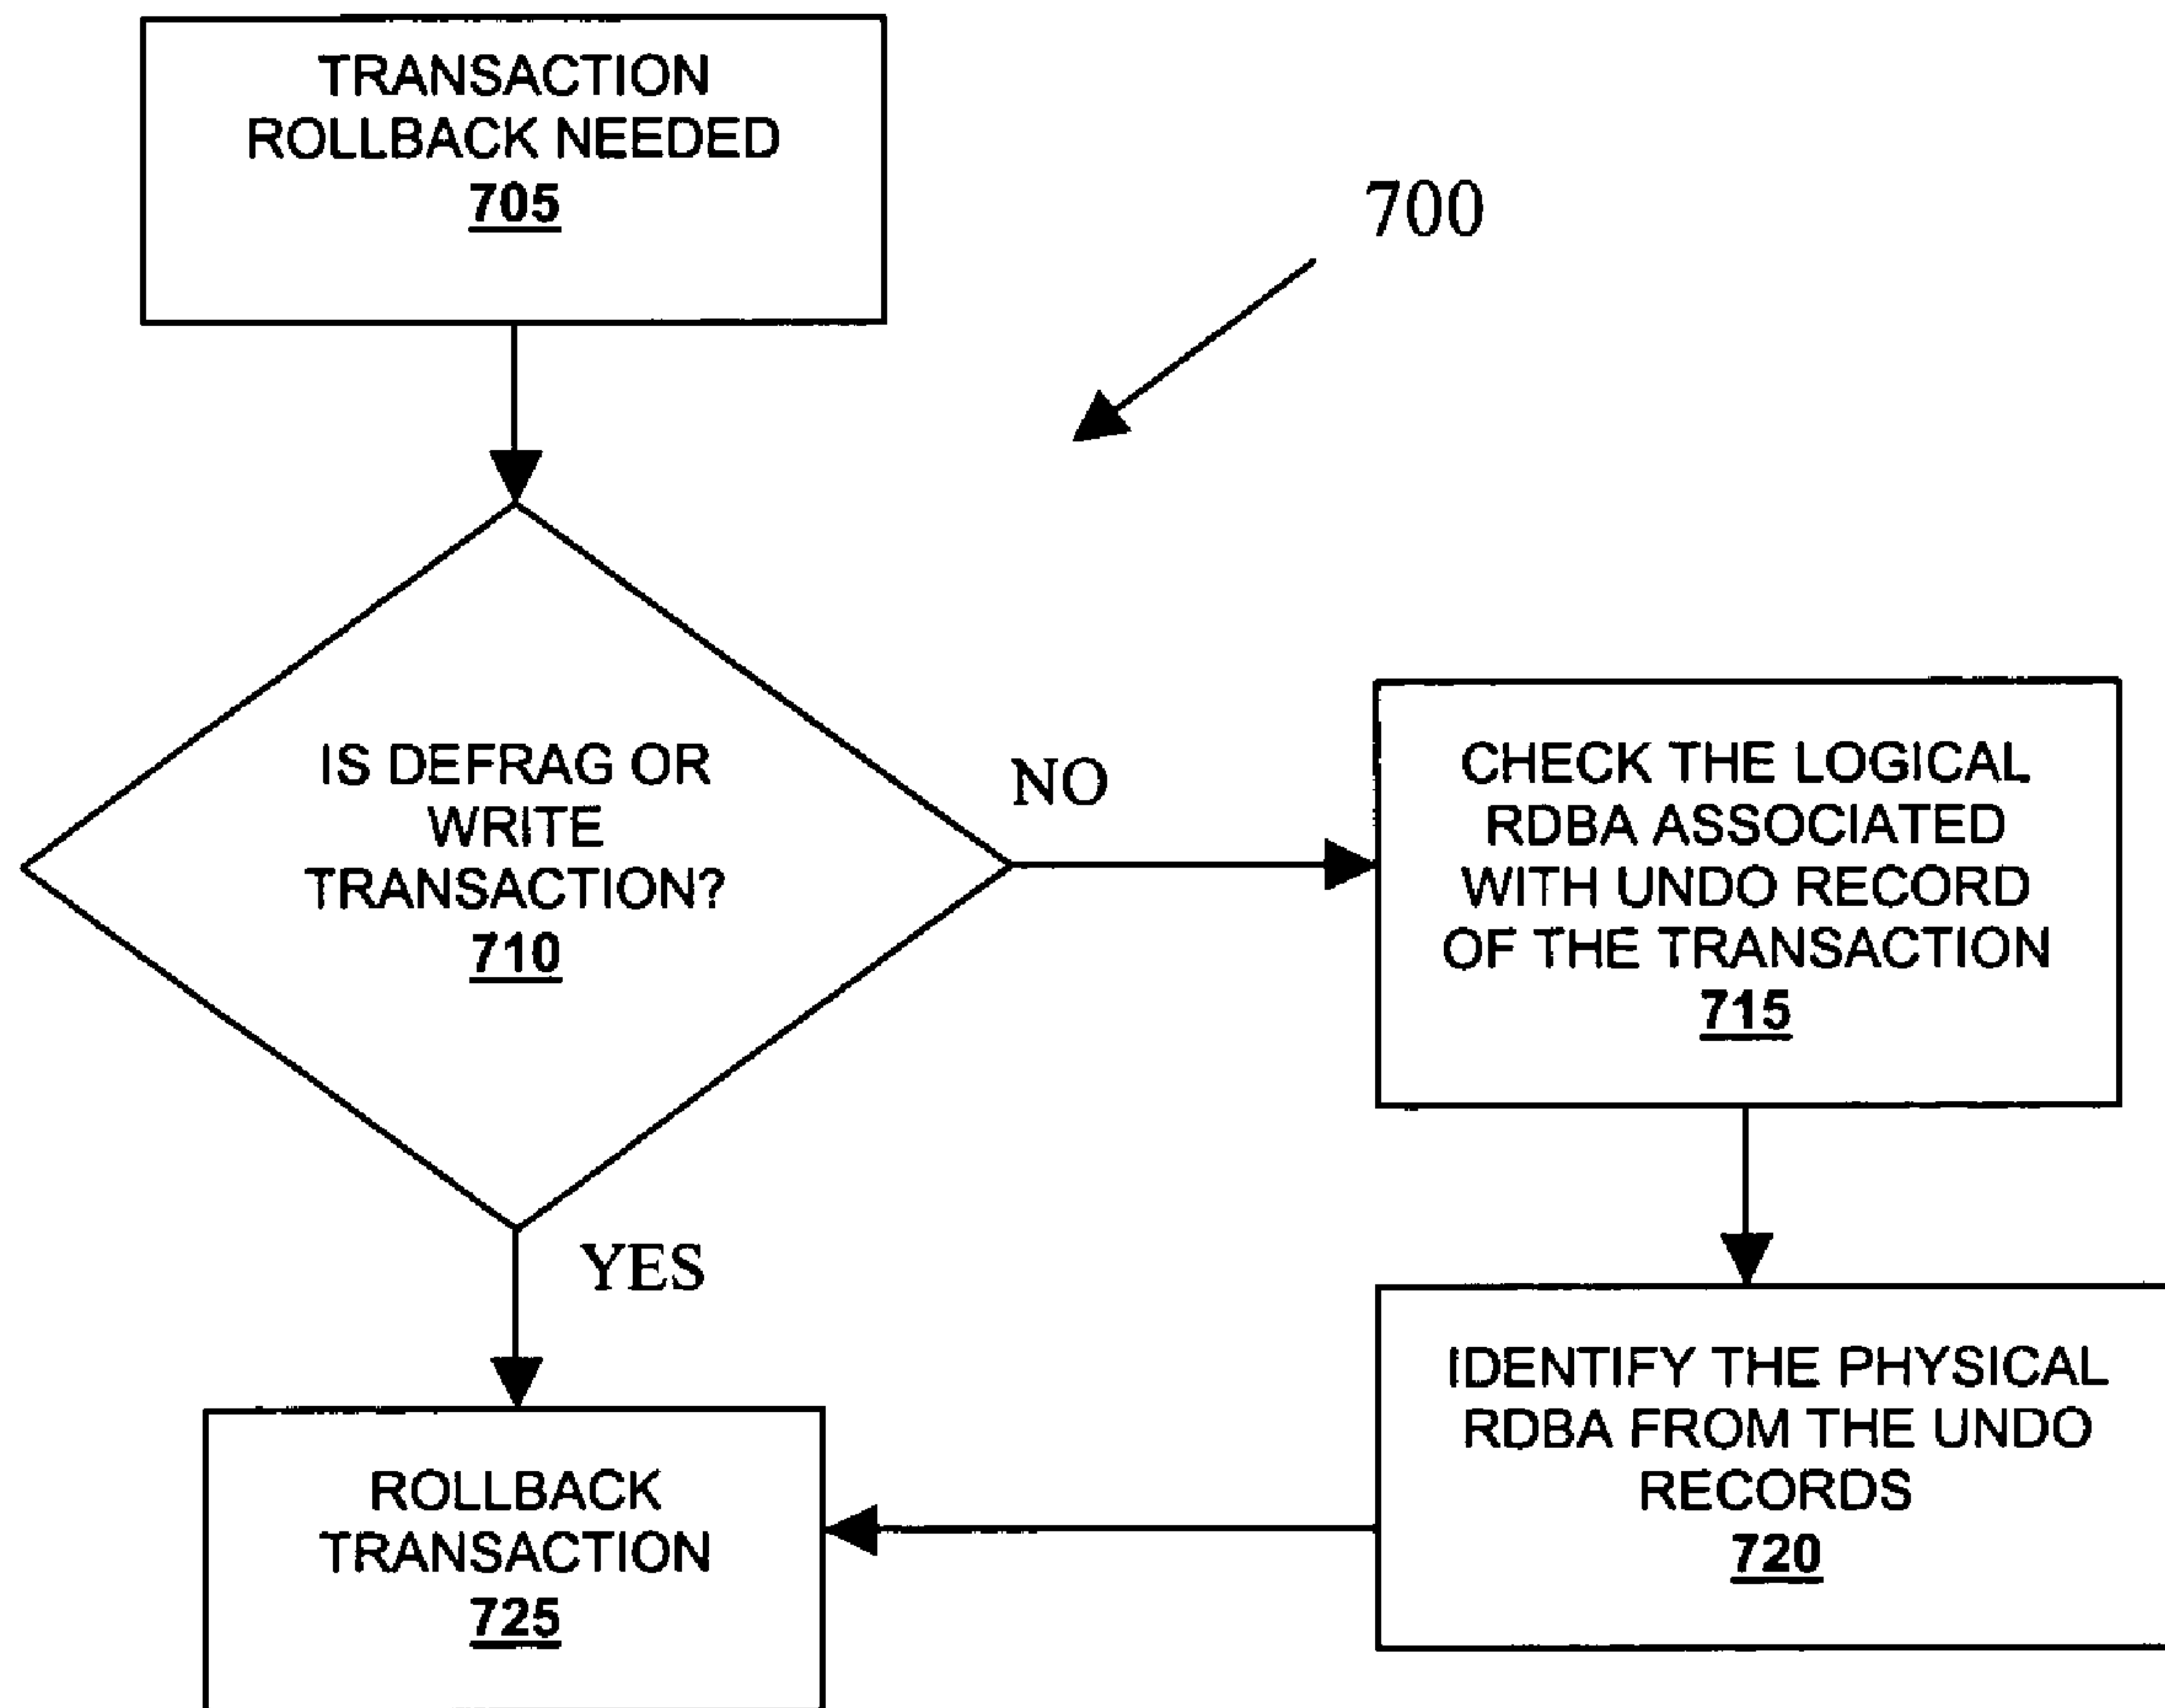 TRANSACTION
ROLLBACK NEEDED
705
700
IS DEFRAG OR
WRITE
TRANSACTION?
710
NO
CHECK THE LOGICAL
RDBA ASSOCIATED
WITH UNDO RECORD
OF THE TRANSACTION
715
YES
IDENTIFY THE PHYSICAL
RDBA FROM THE UNDO
RECORDS
720
ROLLBACK
TRANSACTION
725